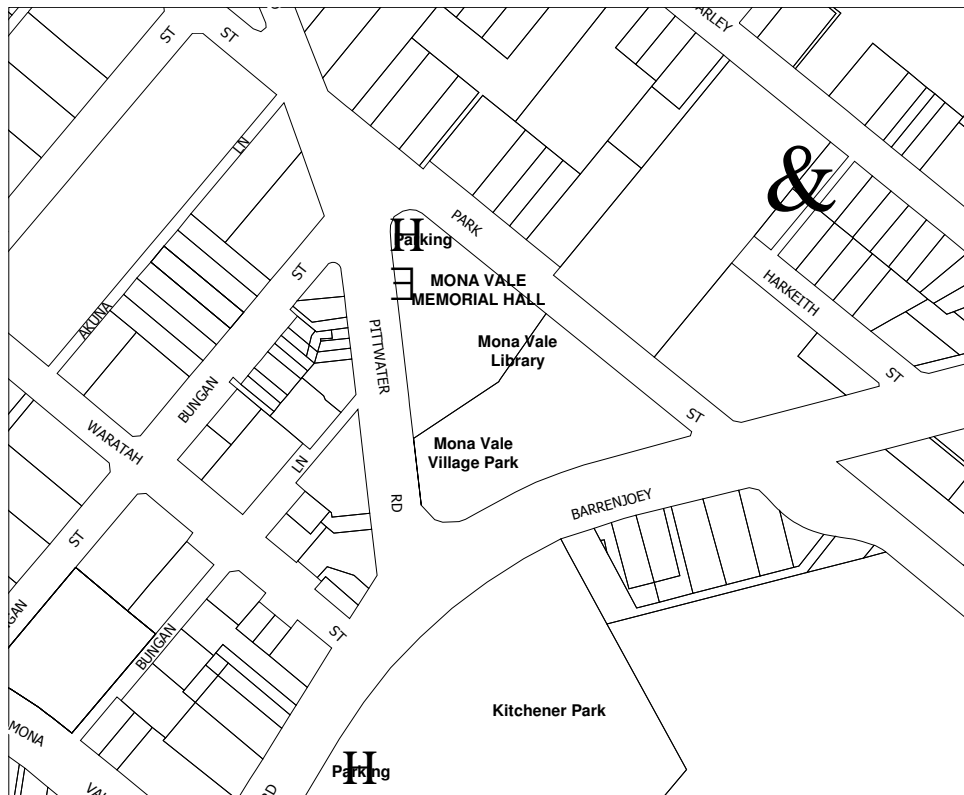 ST
ST
ARLEY
LN
&
PARK
H
Parking
ST
E
MONA VALE
MEMORIAL HALL
HARKEITH
AKUNA
PITTWATER
Mona Vale
Library
ST
BUNGAN
ST
WARATAH
Mona Vale
Village Park
LN
RD
BARRENJOEY
ST
GAN
BUNGAN
ST
Kitchener Park
MONA
H
Parking
VAL
RD